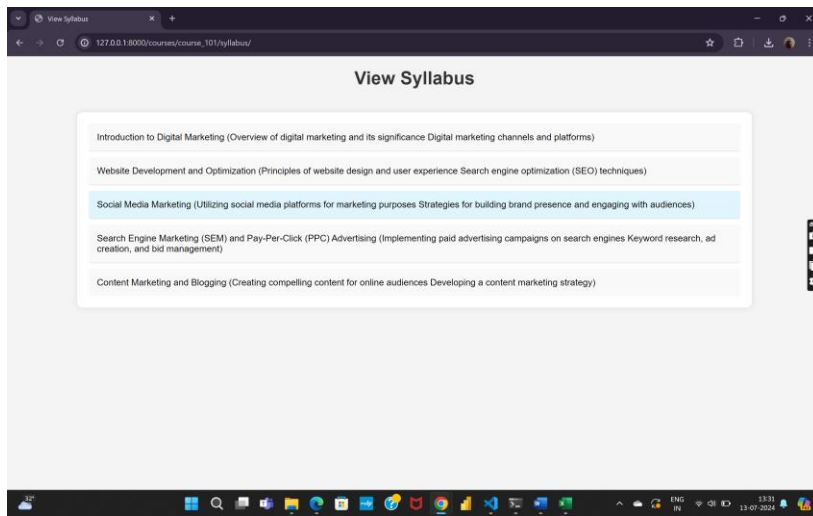 View Syllabus
127.0.0.1:8000/courses/course_101/syllabus/
View Syllabus
Introduction to Digital Marketing (Overview of digital marketing and its significance Digital marketing channels and platforms)
Website Development and Optimization (Principles of website design and user experience Search engine optimization (SEO) techniques)
Social Media Marketing (Utilizing social media platforms for marketing purposes Strategies for building brand presence and engaging with audiences)
Search Engine Marketing (SEM) and Pay-Per-Click (PPC) Advertising (Implementing paid advertising campaigns on search engines Keyword research, ad
creation, and bid management)
Content Marketing and Blogging (Creating compelling content for online audiences Developing a content marketing strategy)
32°
ENG
IN
13:31
13-07-2024